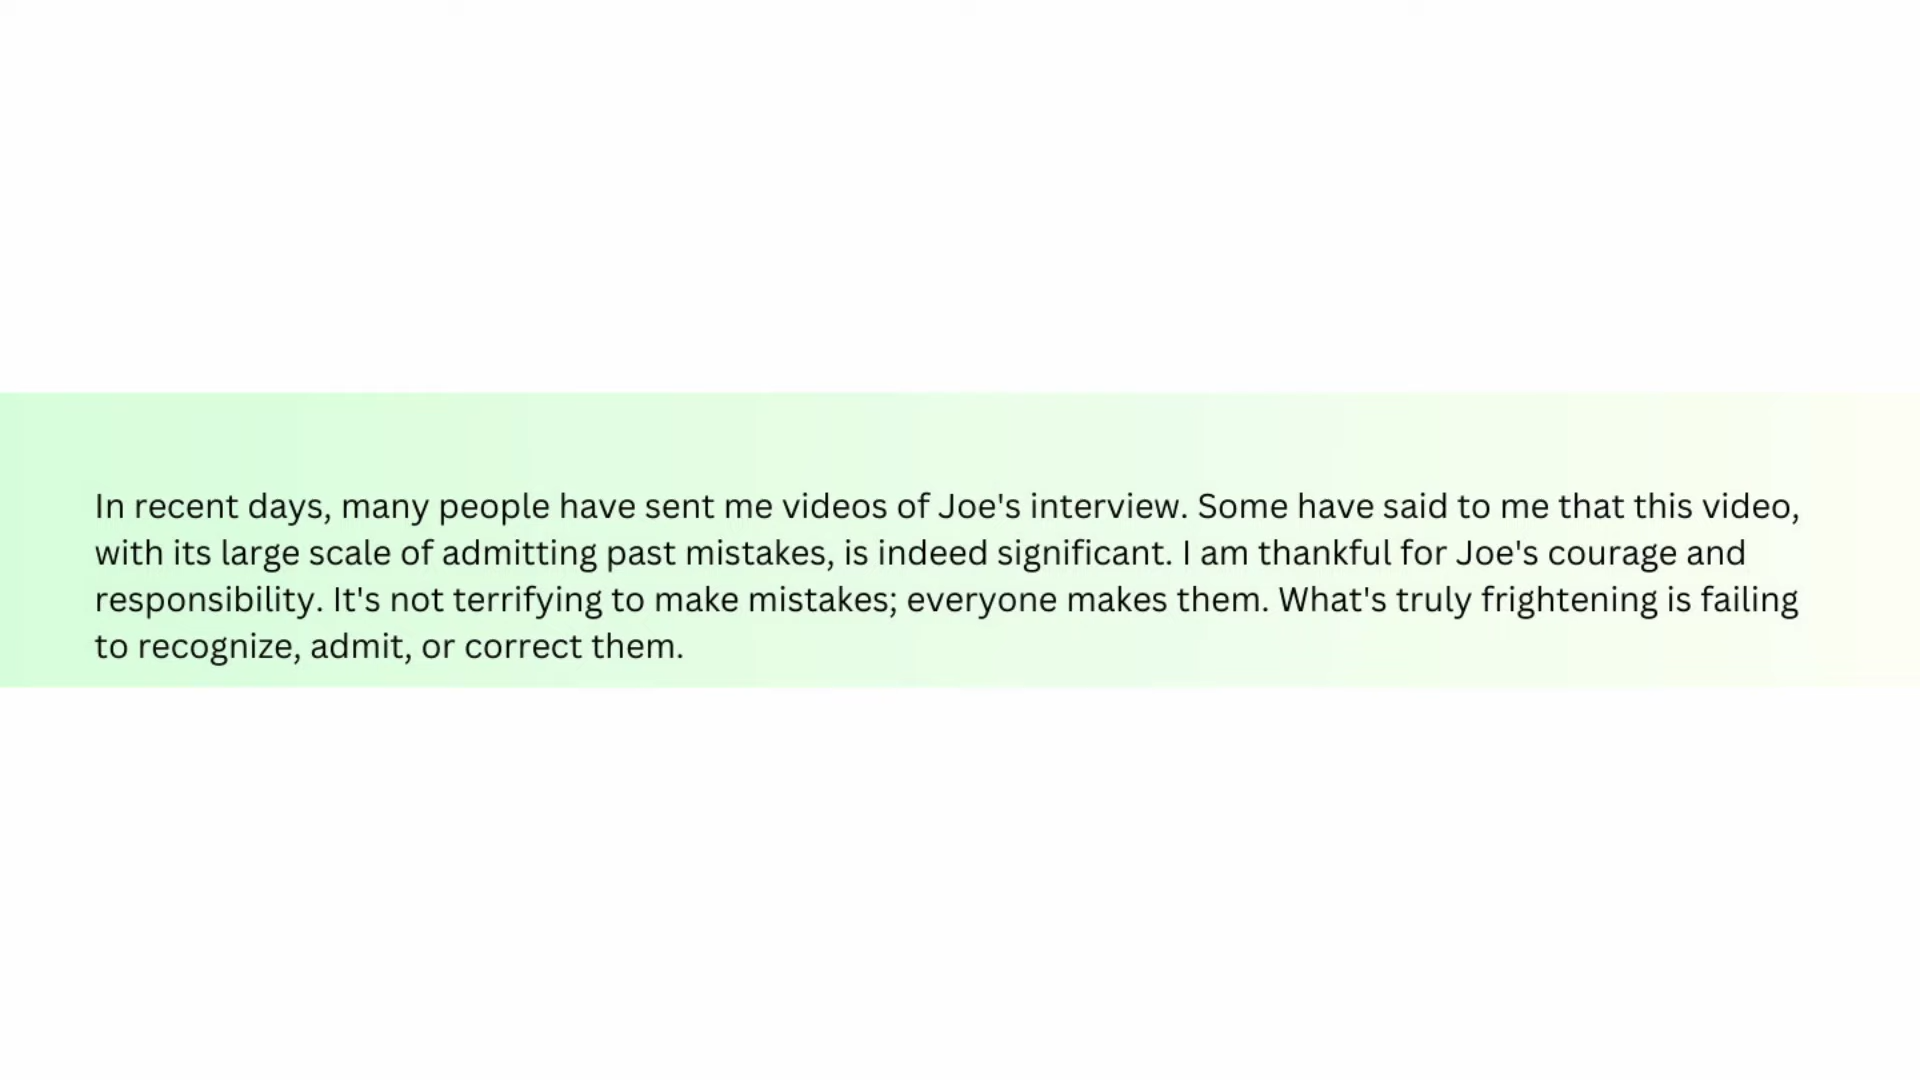 In recent days, many people have sent me videos of Joe's interview. Some have said to me that this video,
with its large scale of admitting past mistakes, is indeed significant. I am thankful for Joe's courage and
responsibility. It's not terrifying to make mistakes; everyone makes them. What's truly frightening is failing
to recognize, admit, or correct them.